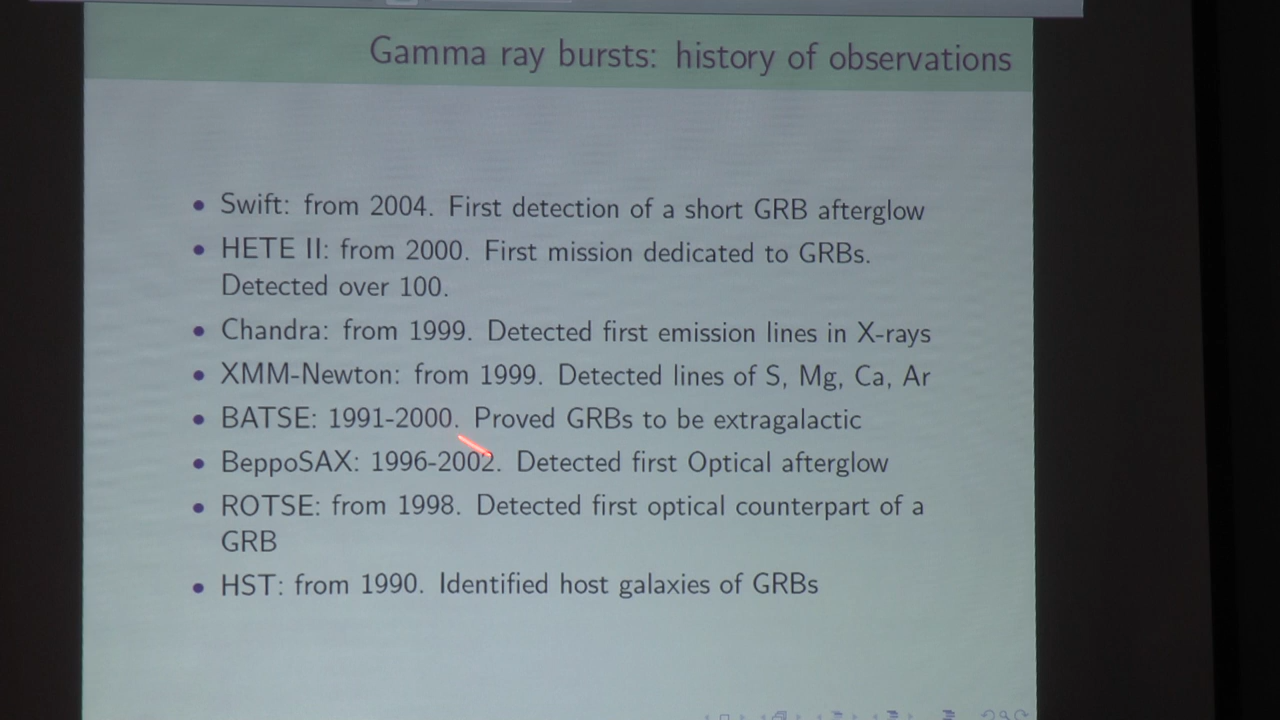 Gamma ray bursts: history of observations
• Swift: from 2004. First detection of a short GRB afterglow
• HETE II: from 2000. First mission dedicated to GRBs.
Detected over 100.
• Chandra: from 1999. Detected first emission lines in X-rays
• XMM-Newton: from 1999. Detected lines of S, Mg, Ca, Ar
• BATSE: 1991-2000. Proved GRBs to be extragalactic
• BeppoSAX: 1996-2002. Detected first Optical afterglow
• ROTSE: from 1998. Detected first optical counterpart of a
GRB
• HST: from 1990. Identified host galaxies of GRBs